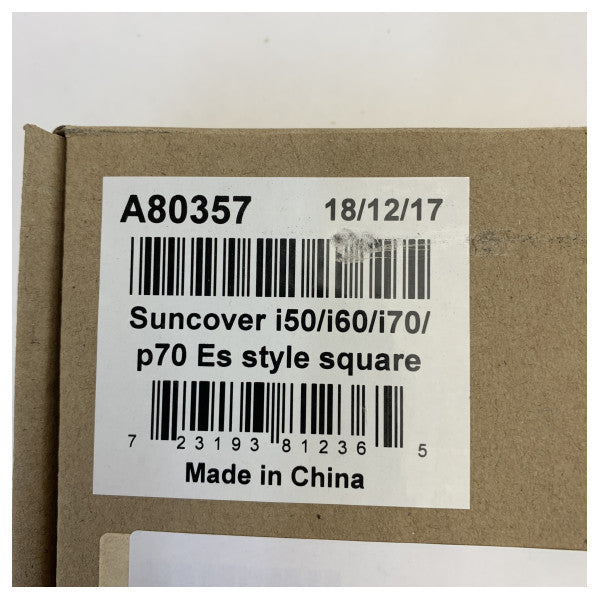 A80357 18/12/17
Suncover i50/i60/i70/
p70 Es style square
7 23193 81236 5
Made in China